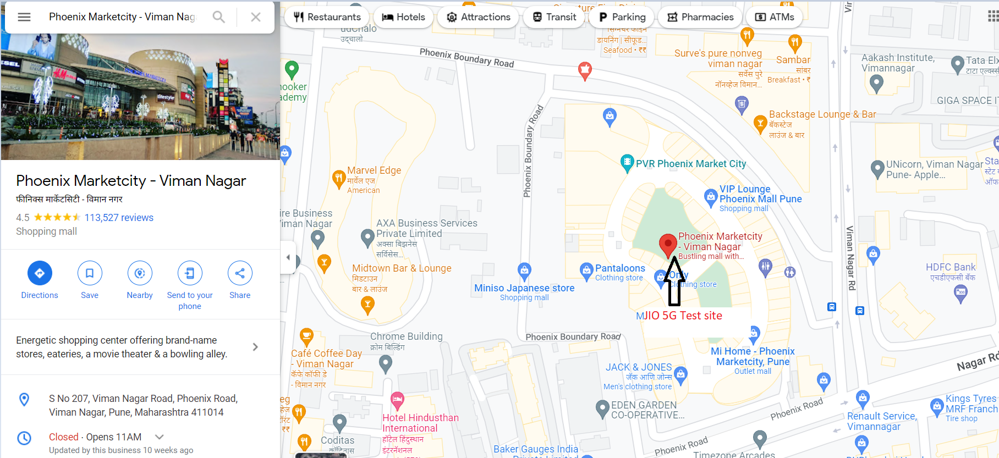 Phoenix Marketcity - Viman Nag
Restaurants
Hotels
Attractions
Transit
Parking
Pharmacies
ATMs
H&M
PHOENIX MARKETCITY
lifestyle
Phoenix Marketcity - Viman Nagar
फीनिक्स मार्केटसिटी - विमान नगर
4.5 113,527 reviews
Shopping mall
Directions
Save
Nearby
Send to your
phone
Share
Energetic shopping center offering brand-name
stores, eateries, a movie theater & a bowling alley.
S No 207, Viman Nagar Road, Phoenix Road,
Viman Nagar, Pune, Maharashtra 411014
Closed · Opens 11AM
Updated by this business 10 weeks ago
udChalo
उद्चालो
डायनिंग | सीफूड...
Seafood • ₹₹
Phoenix Boundary Road
Surve's pure nonveg
viman nagar
सर्वेस पुरे
नॉनव्हेज विमान...
Sambar
सांबर
Breakfast • ₹
Aakash Institute,
Vimannagar
Tata Elx
टाटा एल्क्स
GIGA SPACE IT
hooker
ademy
Backstage Lounge & Bar
बॅकस्टेज
लाउंज & बार
Phoenix Boundary Road
PVR Phoenix Market City
UNicorn, Viman Nagar
Pune- Apple...
Sta
स्टेट
ऑफ
Marvel Edge
मार्वेल एज
American
VIP Lounge
Phoenix Mall Pune
Shopping mall
ire Business
Viman Nagar
AXA Business Services
Private Limited
अक्सा बिझनेस
सर्विसेस...
Phoenix Marketcity
- Viman Nagar
Bustling mall with...
Viman Nagar Rd
Midtown Bar & Lounge
मिडटाउन
बार & लाउंज
Pantaloons
Clothing store
Only
Clothing store
HDFC Bank
एचडीएफसी बँक
Miniso Japanese store
Shopping mall
M
JIO 5G Test site
Chrome Building
क्रोम बिल्डिंग
Phoenix Boundary Road
Café Coffee Day
- Viman Nagar
कॅफे कॉफी डे
- विमान नगर
Mi Home - Phoenix
Marketcity, Pune
Outlet mall
Nagar Rd
JACK & JONES
जॅक आणि जोन्स
Men's clothing store
eg
व्हेज
₹₹
EDEN GARDEN
CO-OPERATIVE...
Phoenix Road
Kings Tyres
MRF Franch
Tire shop
Renault Service,
Vimannagar
Hotel Hindusthan
International
हॉटेल हिंदुस्थान
इंटरनॅशनल
Coditas
कोडिटास
Baker Gauges India
Private Limited
Phoenix Road
Timezone Arcades